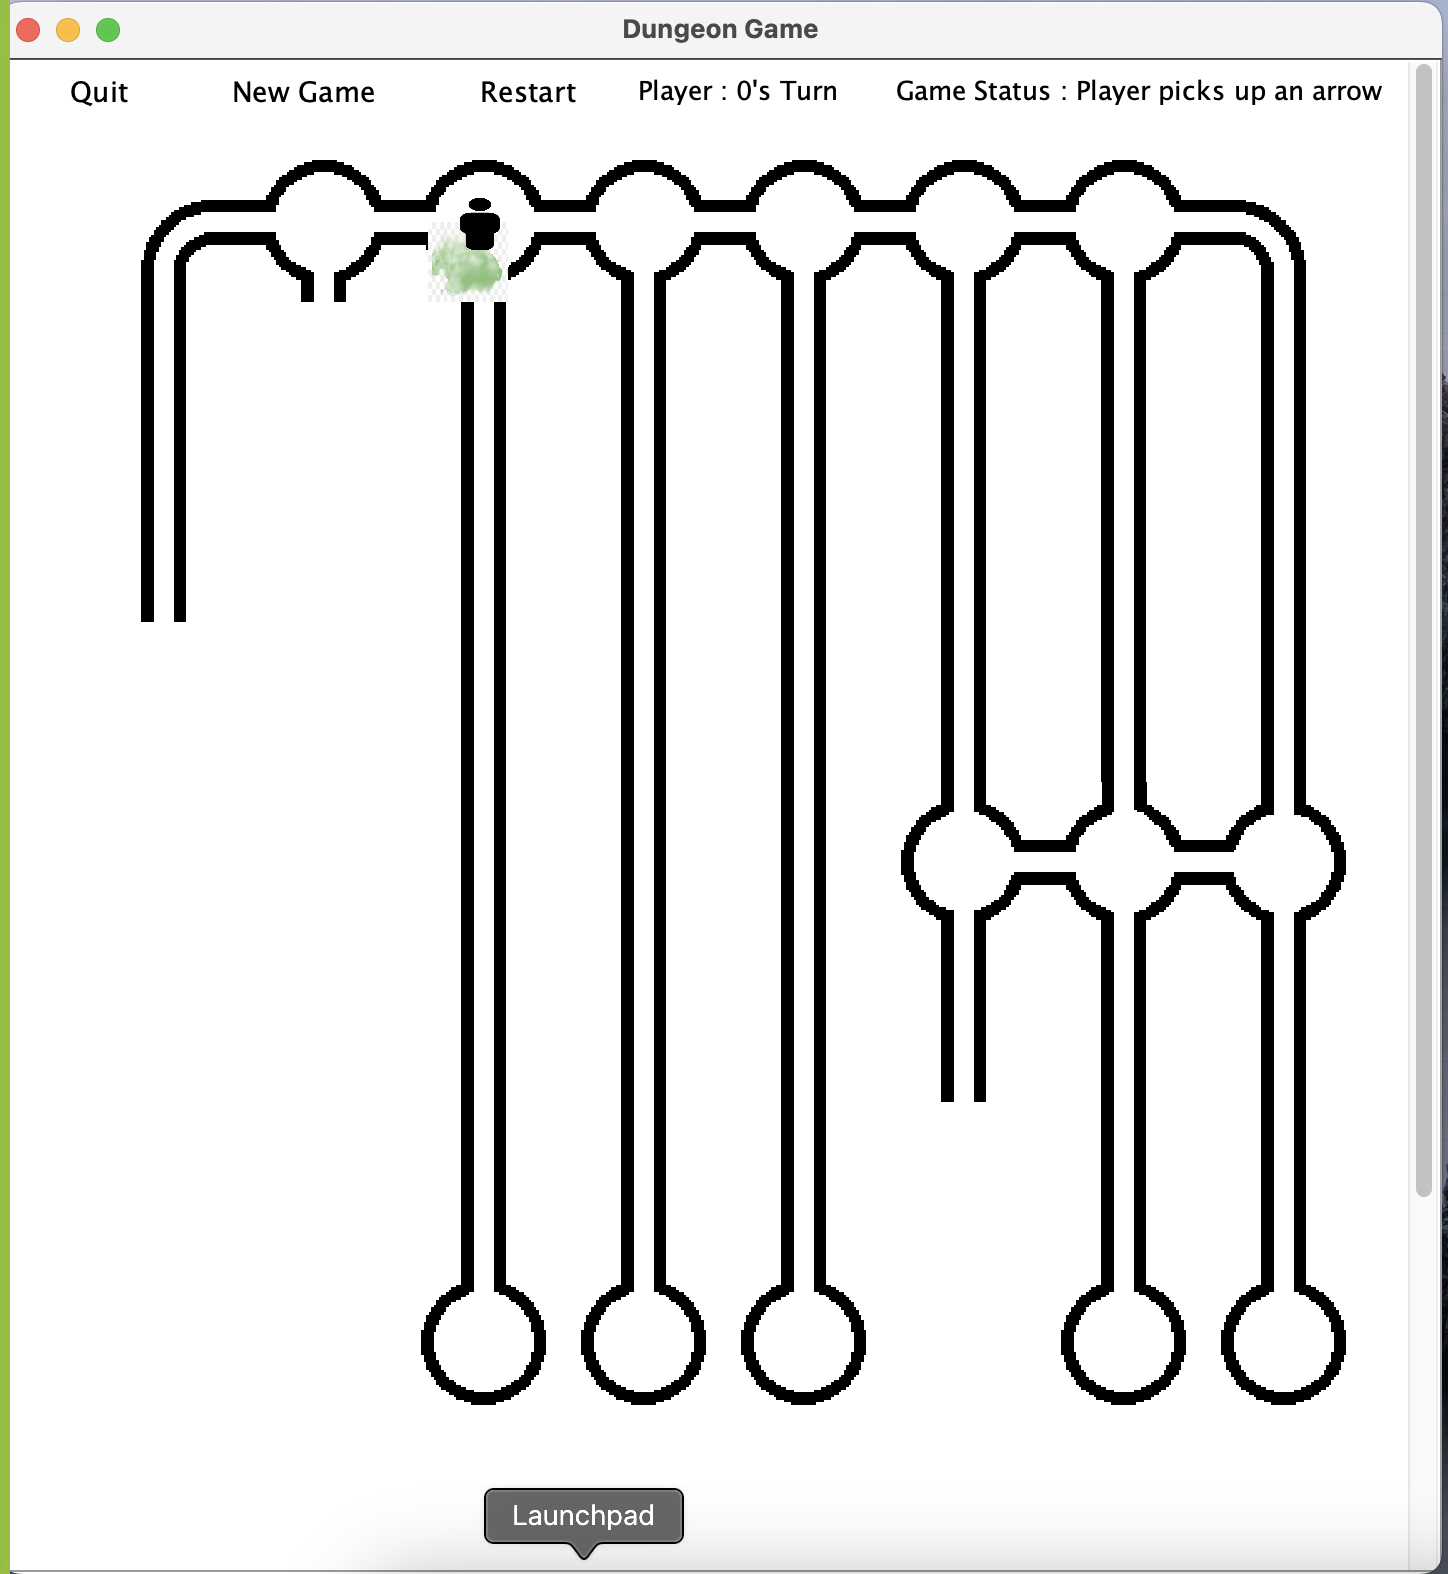 Dungeon Game
Quit New Game Restart Player : 0's Turn Game Status : Player picks up an arrow
Launchpad